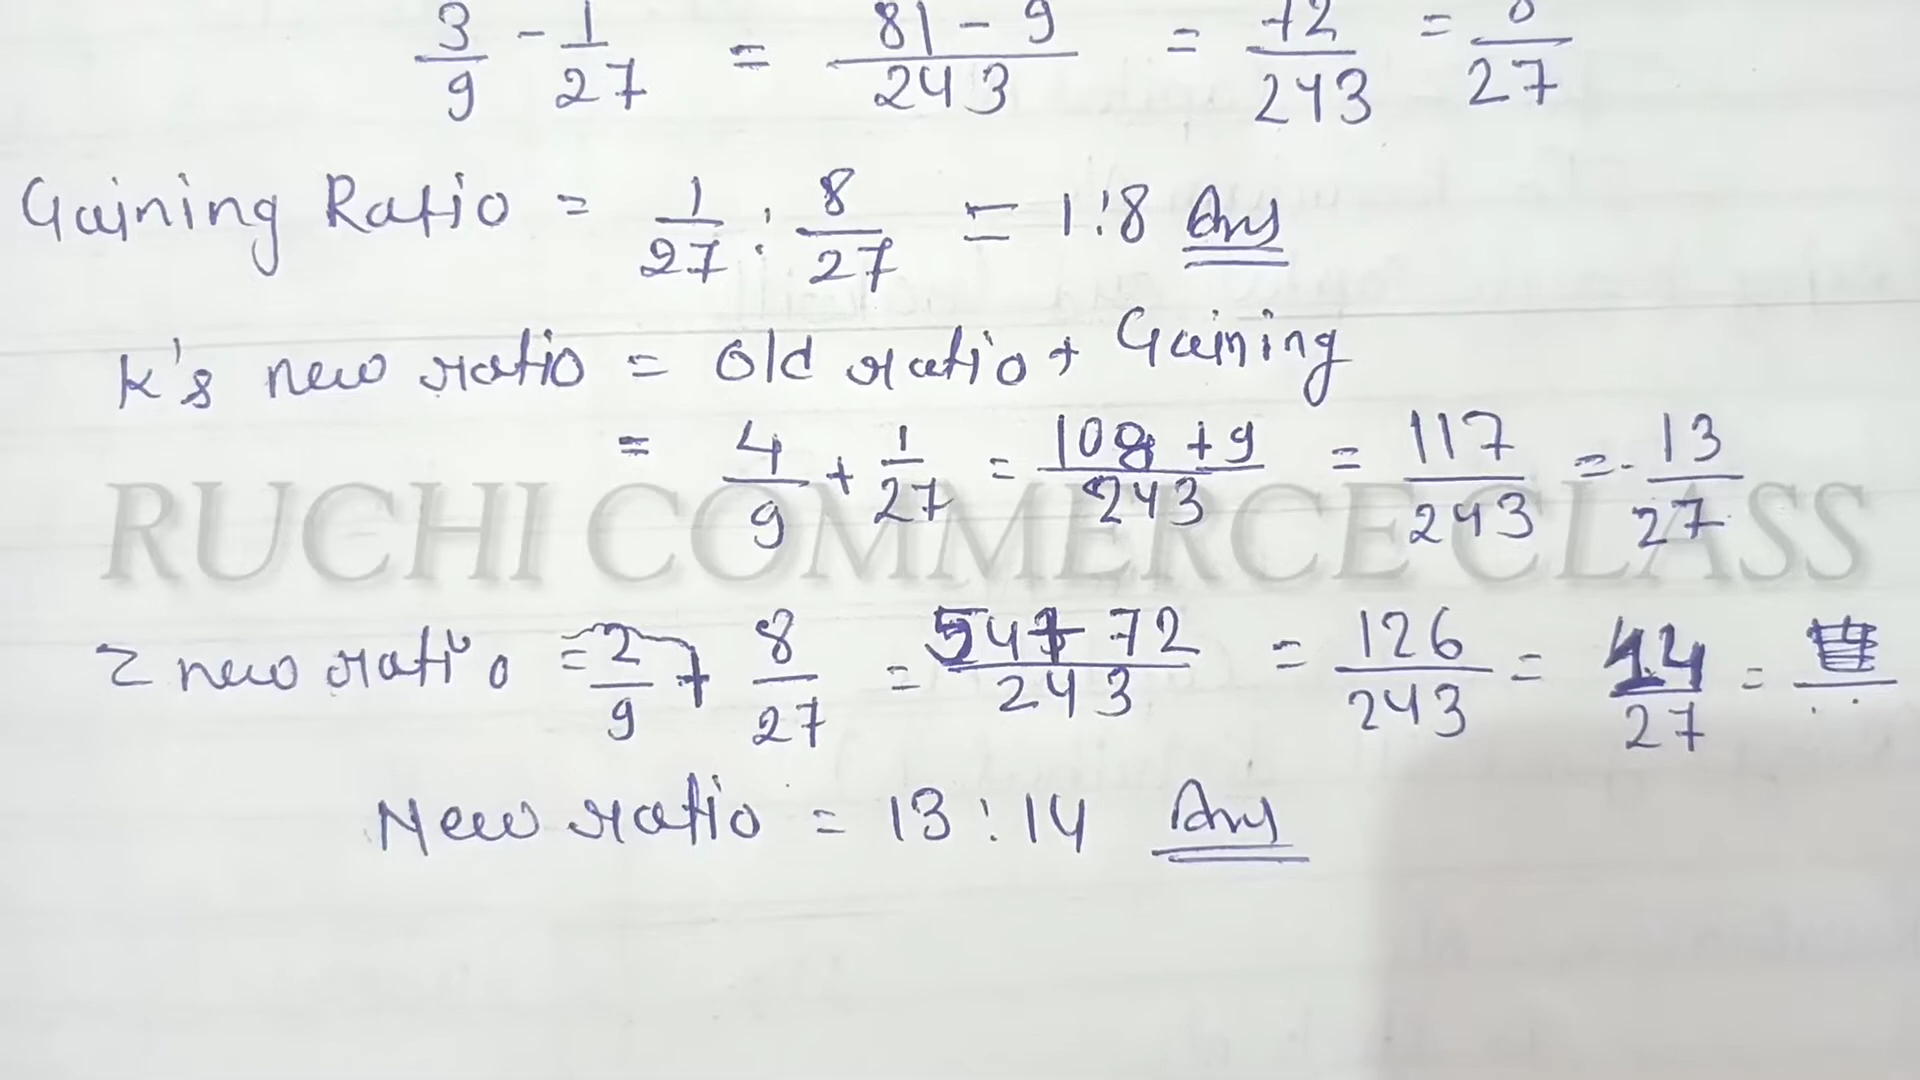 3/9 - 1/27 = 81 - 9/243 = 72/243 = 8/27
Gaining Ratio = 1/27 : 8/27 = 1:8 Ans
K's new ratio = old ratio + Gaining
= 4/9 + 1/27 = 108 + 9/243 = 117/243 = 13/27
RUCHI COMMERCE CLASS
Z new ratio = 2/9 + 8/27 = 54 + 72/243 = 126/243 = 14/27 =
New ratio = 13 : 14 Ans